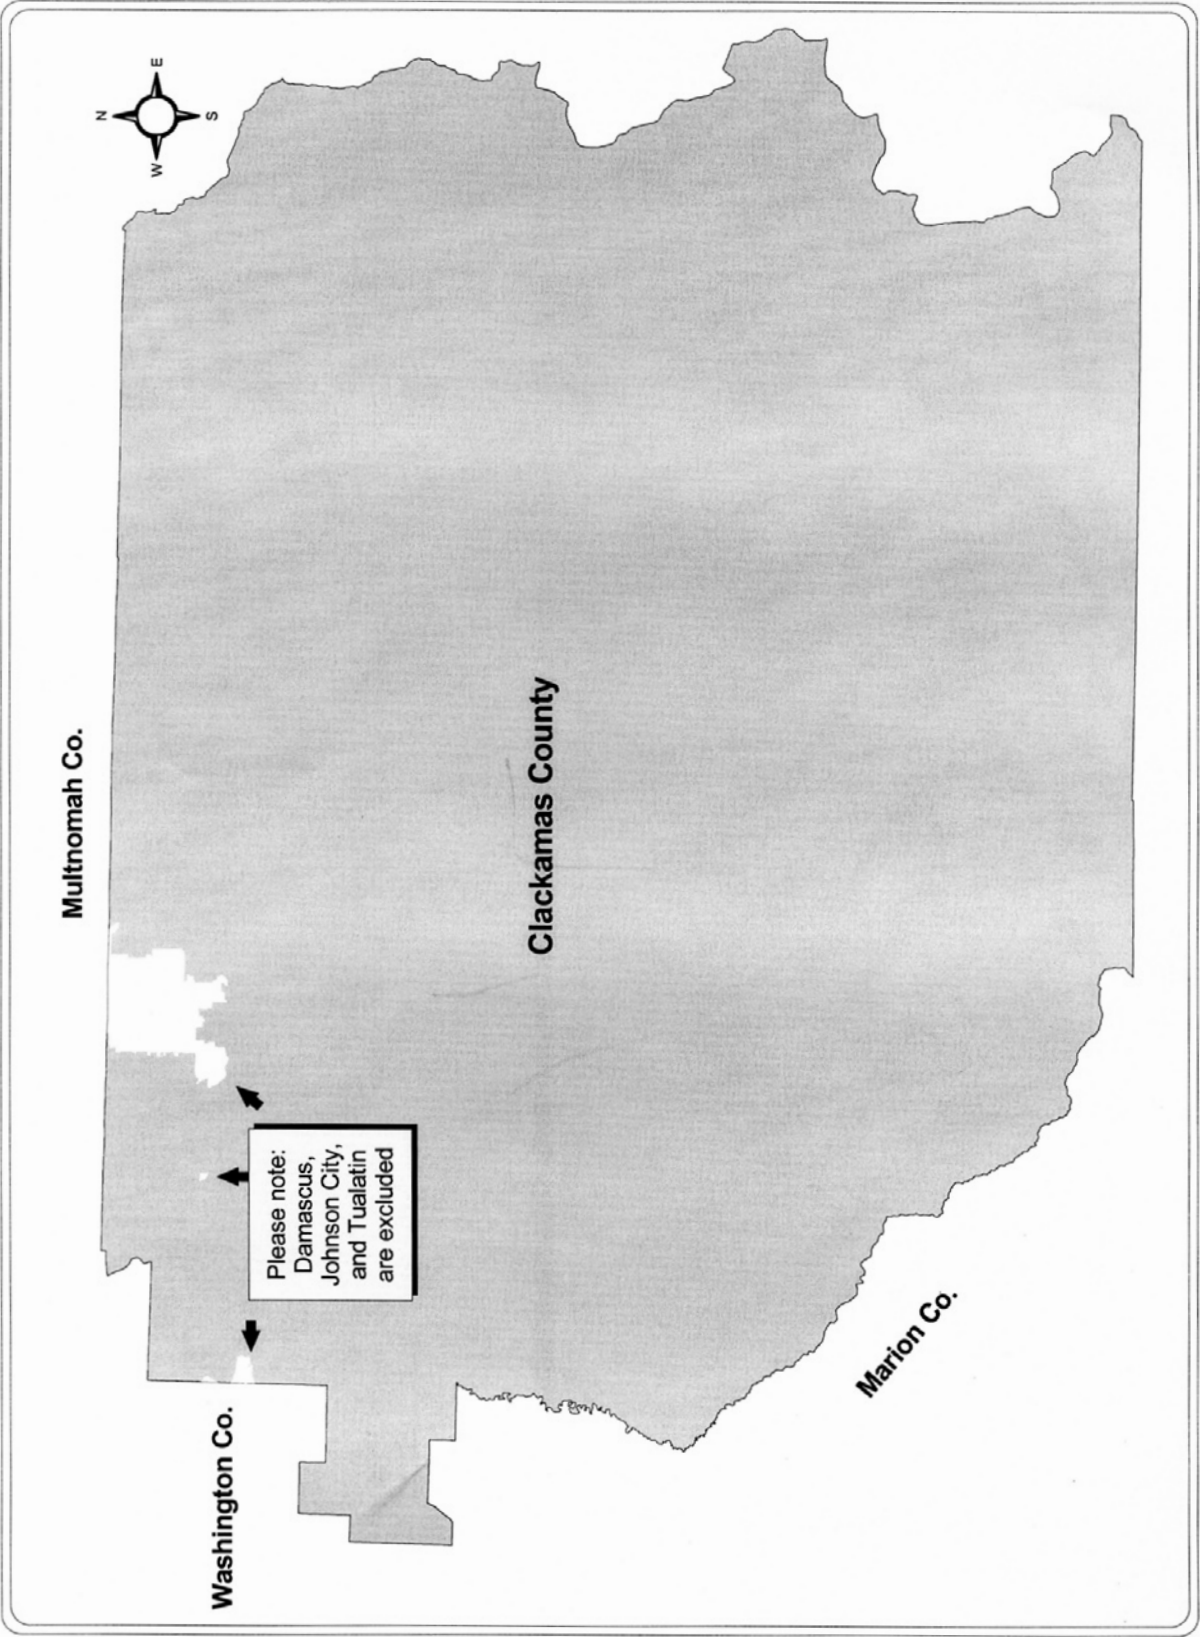 Multnomah Co.
N
E
S
W
Clackamas County
Please note:
Damascus,
Johnson City,
and Tualatin
are excluded
Washington Co.
Marion Co.